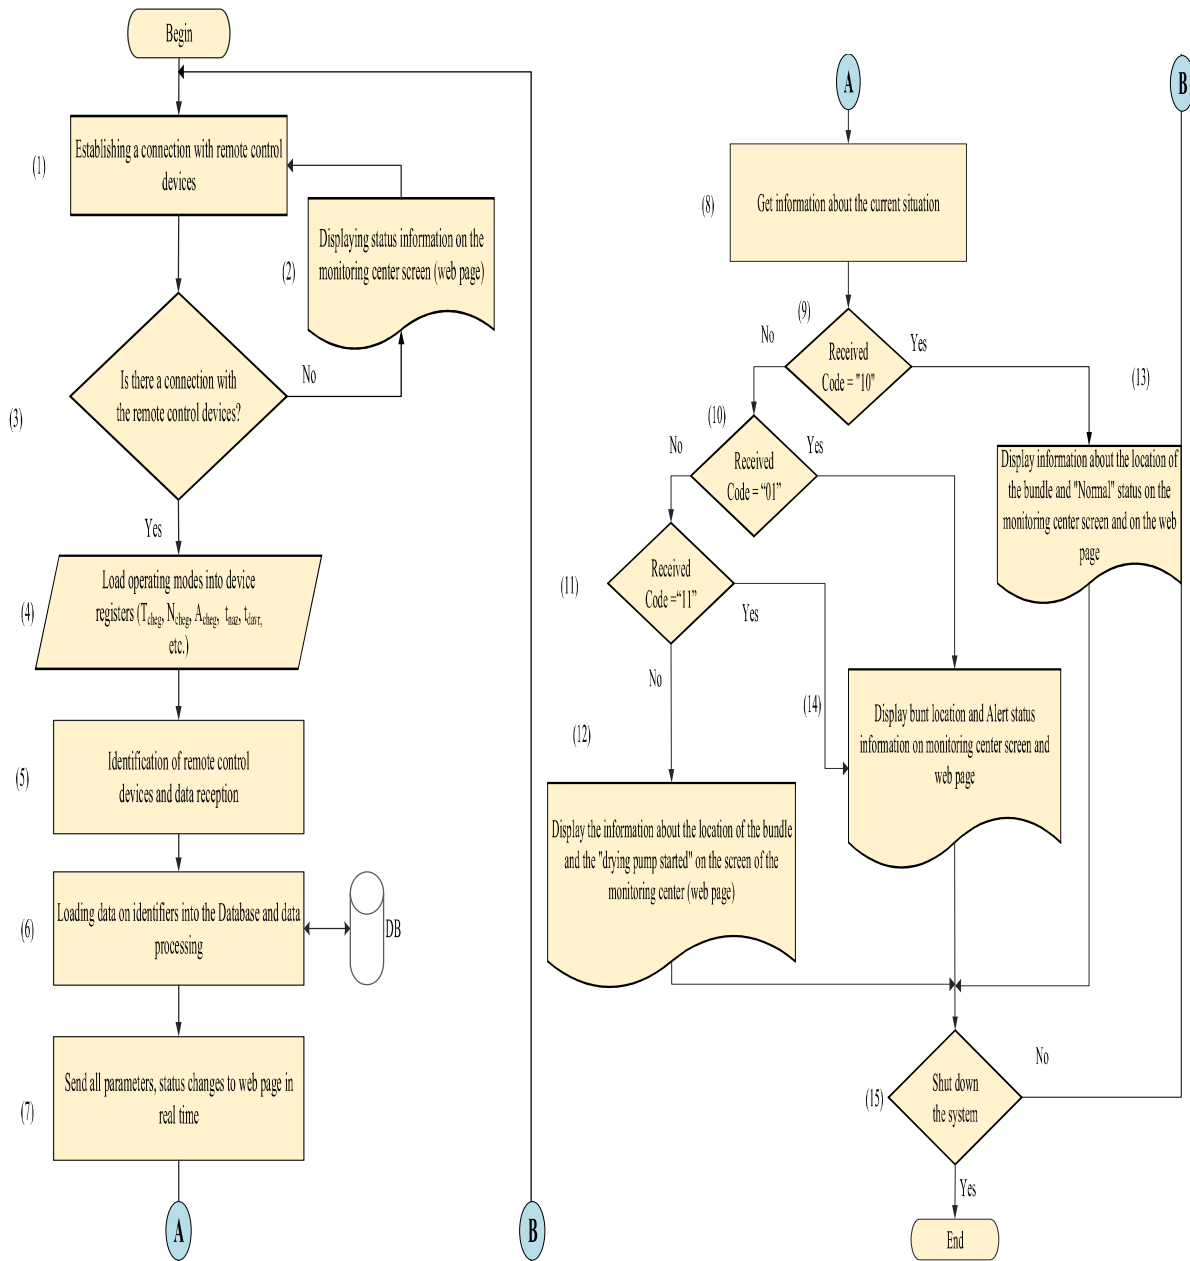 Begin
(1)
Establishing a connection with remote control
devices
(2)
Displaying status information on the
monitoring center screen (web page)
(3)
Is there a connection with
the remote control devices?
No
Yes
(4)
Load operating modes into device
registers (Tcheg, Ncheg, Acheg, tnaz, tdavr,
etc.)
(5)
Identification of remote control
devices and data reception
(6)
Loading data on identifiers into the Database and data
processing
DB
(7)
Send all parameters, status changes to web page in
real time
A
B
A
B
(8)
Get information about the current situation
(9)
No
Received
Code = "10"
Yes
(13)
Display information about the location of
the bundle and "Normal" status on the
monitoring center screen and on the web
page
(10)
No
Received
Code = “01”
Yes
(11)
Received
Code =“11”
Yes
No
(12)
Display the information about the location of the bundle
and the "drying pump started" on the screen of the
monitoring center (web page)
(14)
Display bunt location and Alert status
information on monitoring center screen and
web page
(15)
Shut down
the system
No
Yes
End